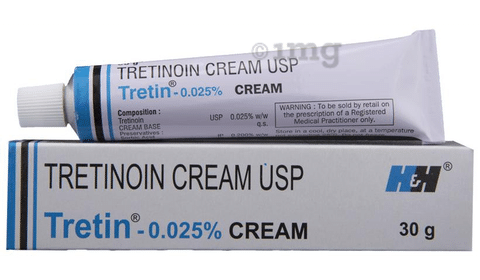 1mg
30 g
TRETINOIN CREAM USP
Tretin®-0.025% CREAM
Composition :
Tretinoin USP 0.025% w/w
CREAM BASE q.s.
Preservatives :
WARNING : To be sold by retail on
the prescription of a Registered
Medical Practitioner only.
Store in a cool, dry place, at a temperature
TRETINOIN CREAM USP
H&H®
Tretin®-0.025% CREAM
30 g